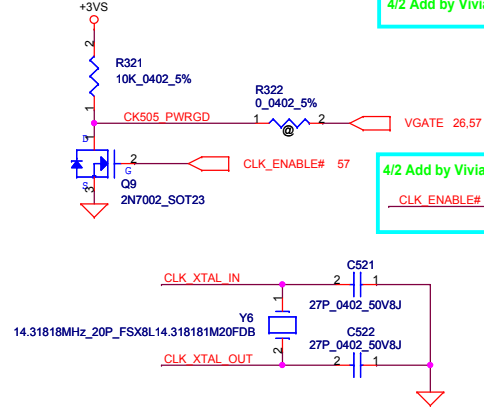 +3VS
4/2 Add by Vivia
2
R321
10K_0402_5%
1
R322
0_0402_5%
CK505_PWRGD
1
2
@
VGATE 26,57
D
1
2
G
CLK_ENABLE# 57
S
3
Q9
2N7002_SOT23
4/2 Add by Vivia
CLK_ENABLE#
C521
CLK_XTAL_IN
2
1
27P_0402_50V8J
1
Y6
14.31818MHz_20P_FSX8L14.318181M20FDB
2
C522
27P_0402_50V8J
CLK_XTAL_OUT
2
1